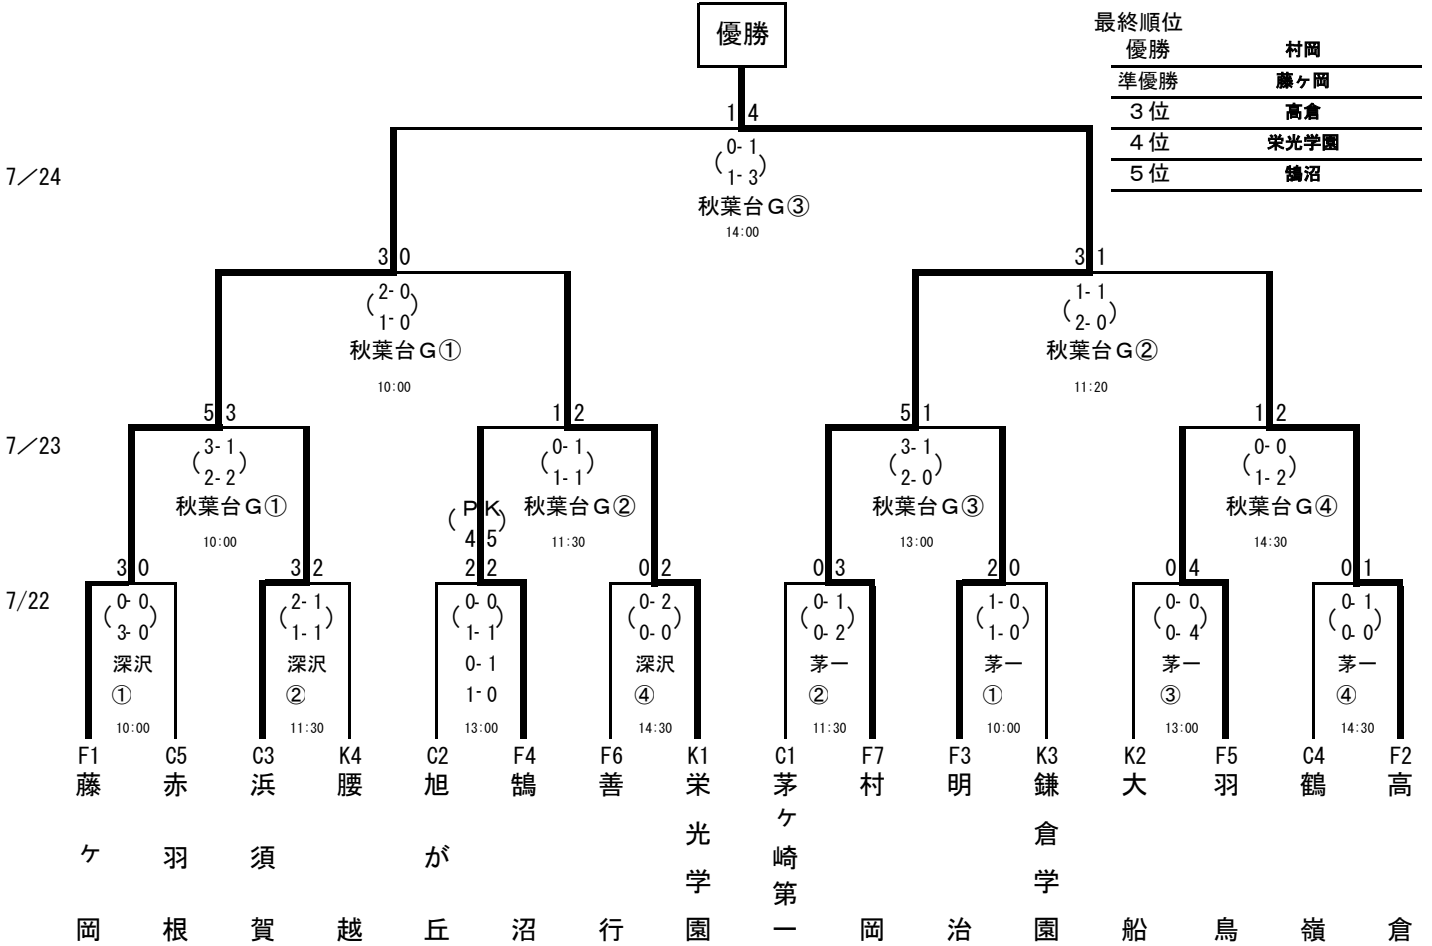 優勝
最終順位
優勝 村岡
準優勝 藤ヶ岡
３位 高倉
４位 栄光学園
５位 鵠沼
1 4
7／24
( 0- 1
1- 3 )
秋葉台Ｇ③
14:00
3 0 3 1
( 2- 0 ( 1- 1
1- 0 ) 2- 0 )
秋葉台Ｇ① 秋葉台Ｇ②
10:00 11:20
5 3 1 2 5 1 1 2
7／23
( 3- 1 ( 0- 1 ( 3- 1 ( 0- 0
2- 2 ) 1- 1 ) 2- 0 ) 1- 2 )
秋葉台Ｇ① ( ＰＫ 秋葉台Ｇ② 秋葉台Ｇ③ 秋葉台Ｇ④
10:00 4 5 ) 11:30 13:00 14:30
3 0 3 2 2 2 0 2 0 3 2 0 0 4 0 1
7/22
( 0- 0 ( 2- 1 ( 0- 0 ( 0- 2 ( 0- 1 ( 1- 0 ( 0- 0 ( 0- 1
3- 0 ) 1- 1 ) 1- 1 ) 0- 0 ) 0- 2 ) 1- 0 ) 0- 4 ) 0- 0 )
深沢 深沢 0- 1 深沢 茅一 茅一 茅一 茅一
① ② 1- 0 ④ ② ① ③ ④
10:00 11:30 13:00 14:30 11:30 10:00 13:00 14:30
F1 C5 C3 K4 C2 F4 F6 K1 C1 F7 F3 K3 K2 F5 C4 F2
藤ヶ岡
赤羽根
浜須賀
腰越
旭が丘
鵠沼
善行
栄光学園
茅ヶ崎第一
村岡
明治
鎌倉学園
大船
羽鳥
鶴嶺
高倉